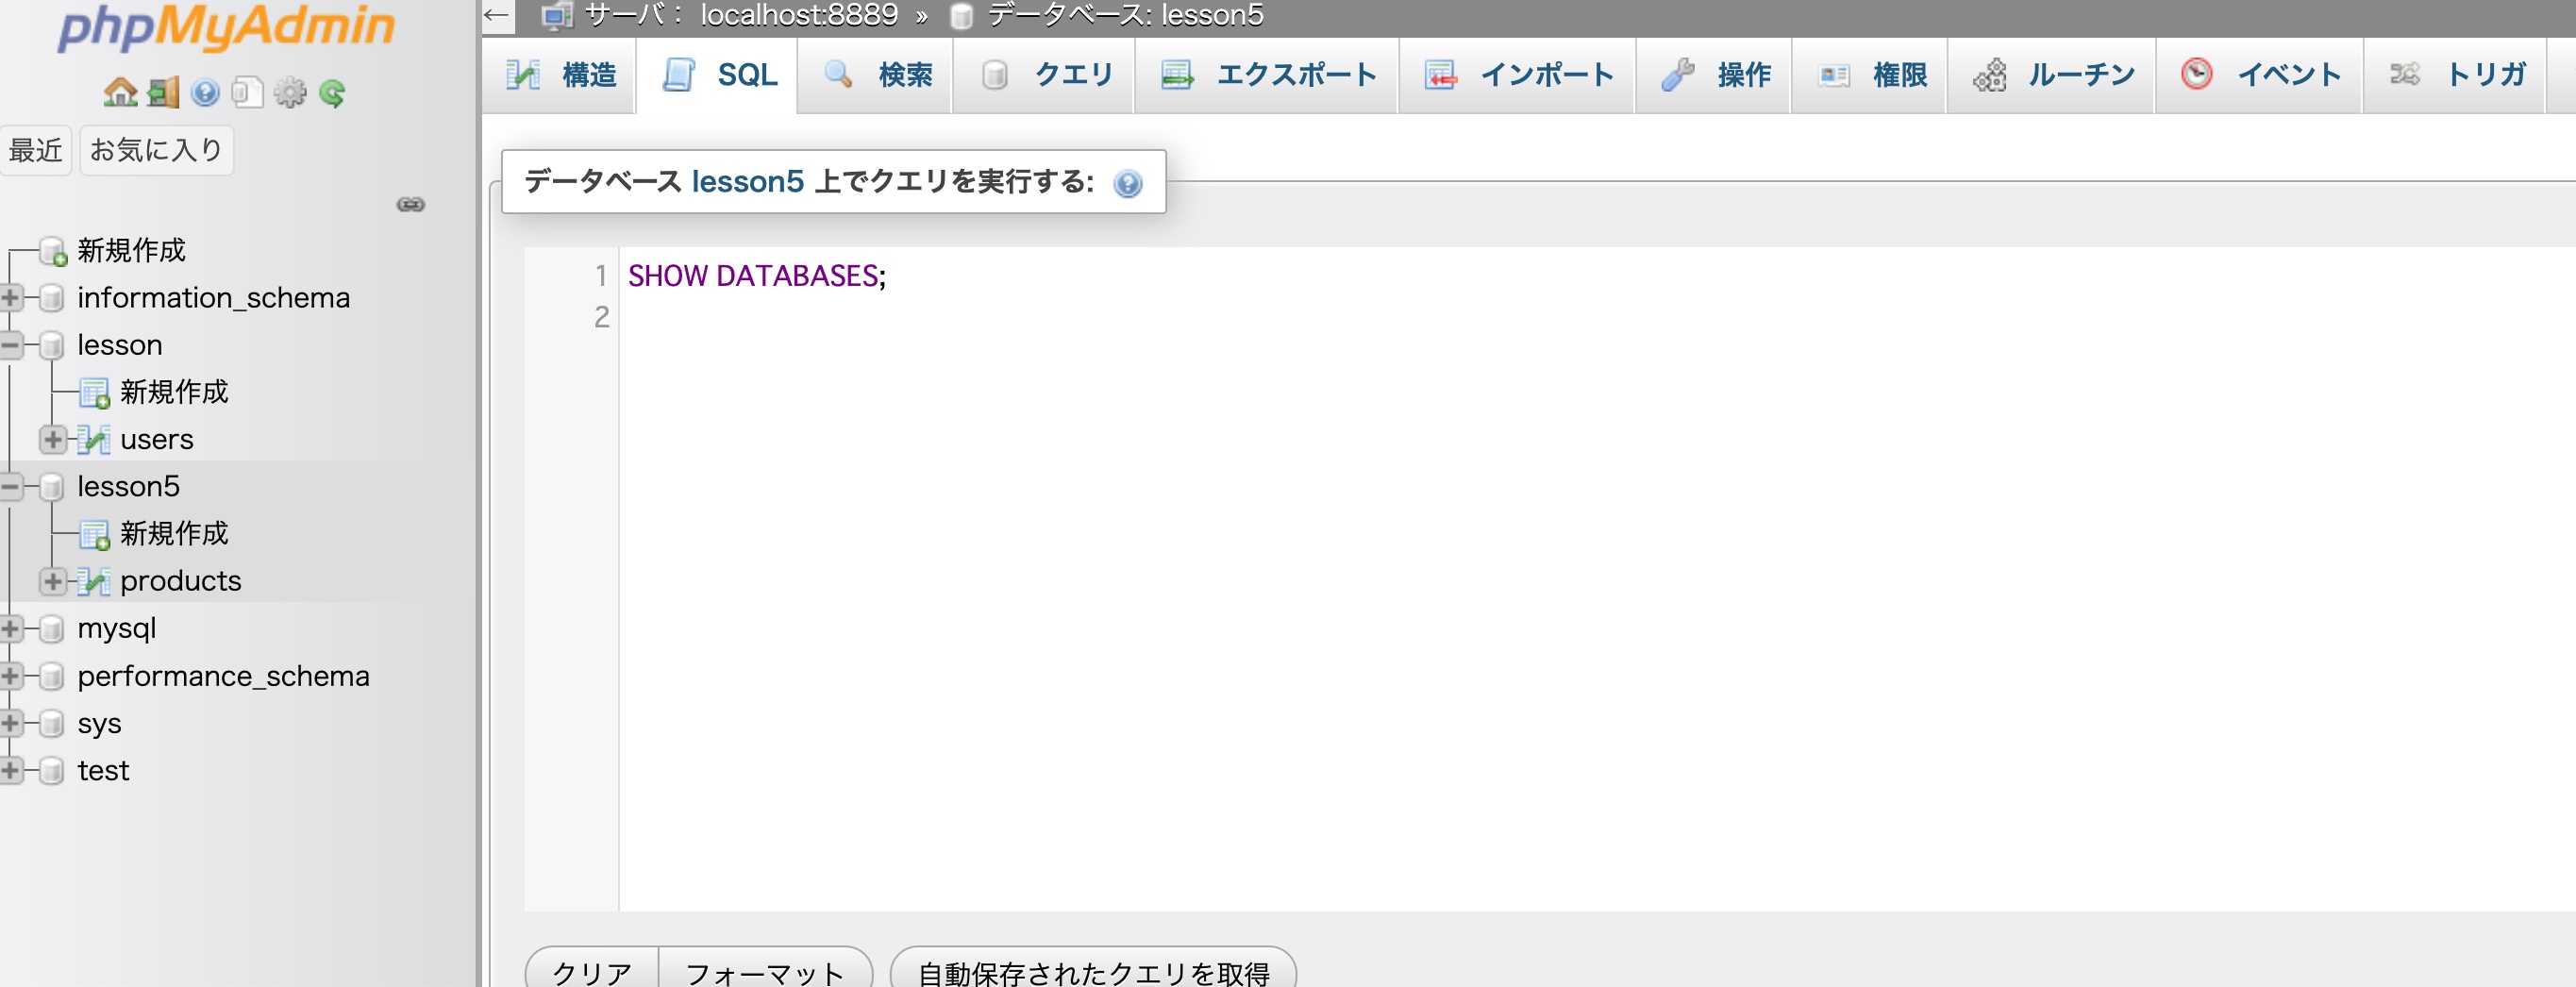 phpMyAdmin
最近 お気に入り
新規作成
information_schema
lesson
新規作成
users
lesson5
新規作成
products
mysql
performance_schema
sys
test
← サーバ： localhost:8889 » データベース: lesson5
構造 SQL 検索 クエリ エクスポート インポート 操作 権限 ルーチン イベント トリガ
データベース lesson5 上でクエリを実行する:
1 SHOW DATABASES;
2
クリア フォーマット 自動保存されたクエリを取得